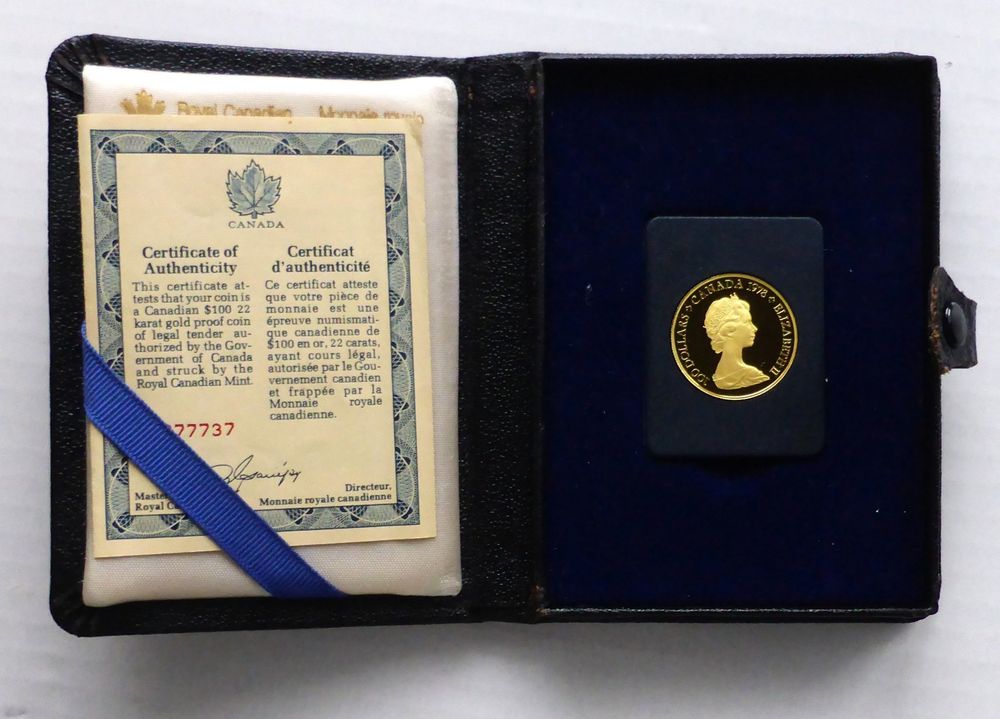 Royal Canadian Monnaie royale
CANADA
Certificate of
Authenticity
This certificate at-
tests that your coin is
a Canadian $100 22
karat gold proof coin
of legal tender au-
thorized by the Gov-
ernment of Canada
and struck by the
Royal Canadian Mint.
Certificat
d'authenticité
Ce certificat atteste
que votre pièce de
monnaie est une
épreuve numismati-
que canadienne de
$100 en or, 22 carats,
ayant cours légal,
autorisée par le Gou-
vernement canadien
et frappée par la
Monnaie royale
canadienne.
77737
Master
Royal
Directeur,
Monnaie royale canadienne
100 DOLLARS CANADA 1978 ELIZABETH II